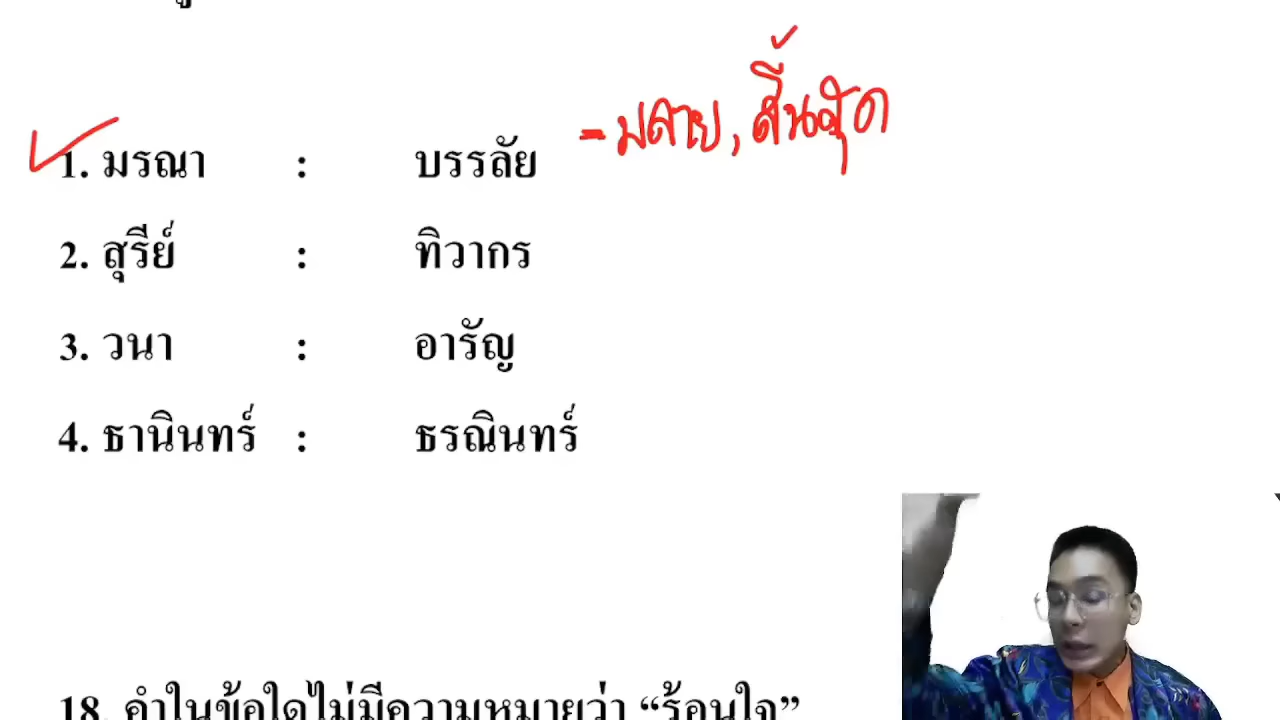 = มลาย, สิ้นสุด
1. มรณา : บรรลัย
2. สุรีย์ : ทิวากร
3. วนา : อารัญ
4. ธานินทร์ : ธรณินทร์
18. คำในข้อใดไม่มีความหมายว่า “ร้อนใจ”